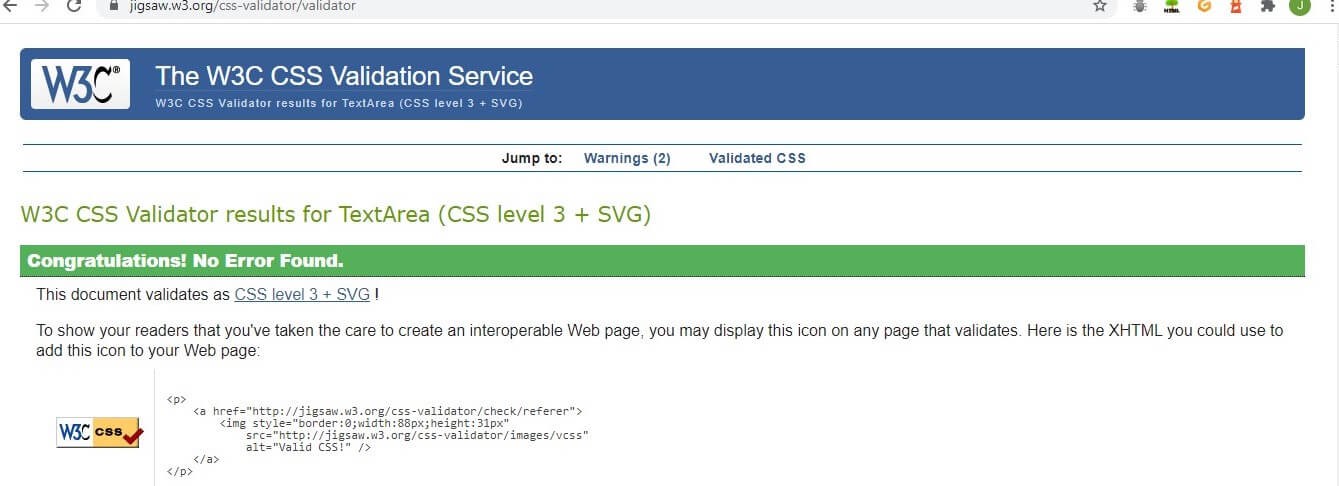 jigsaw.w3.org/css-validator/validator
HTML
J
W3C®
The W3C CSS Validation Service
W3C CSS Validator results for TextArea (CSS level 3 + SVG)
Jump to: Warnings (2) Validated CSS
W3C CSS Validator results for TextArea (CSS level 3 + SVG)
Congratulations! No Error Found.
This document validates as CSS level 3 + SVG !
To show your readers that you've taken the care to create an interoperable Web page, you may display this icon on any page that validates. Here is the XHTML you could use to
add this icon to your Web page:
<p>
<a href="http://jigsaw.w3.org/css-validator/check/referer">
<img style="border:0;width:88px;height:31px"
src="http://jigsaw.w3.org/css-validator/images/vcss"
alt="Valid CSS!" />
</a>
</p>
W3C css